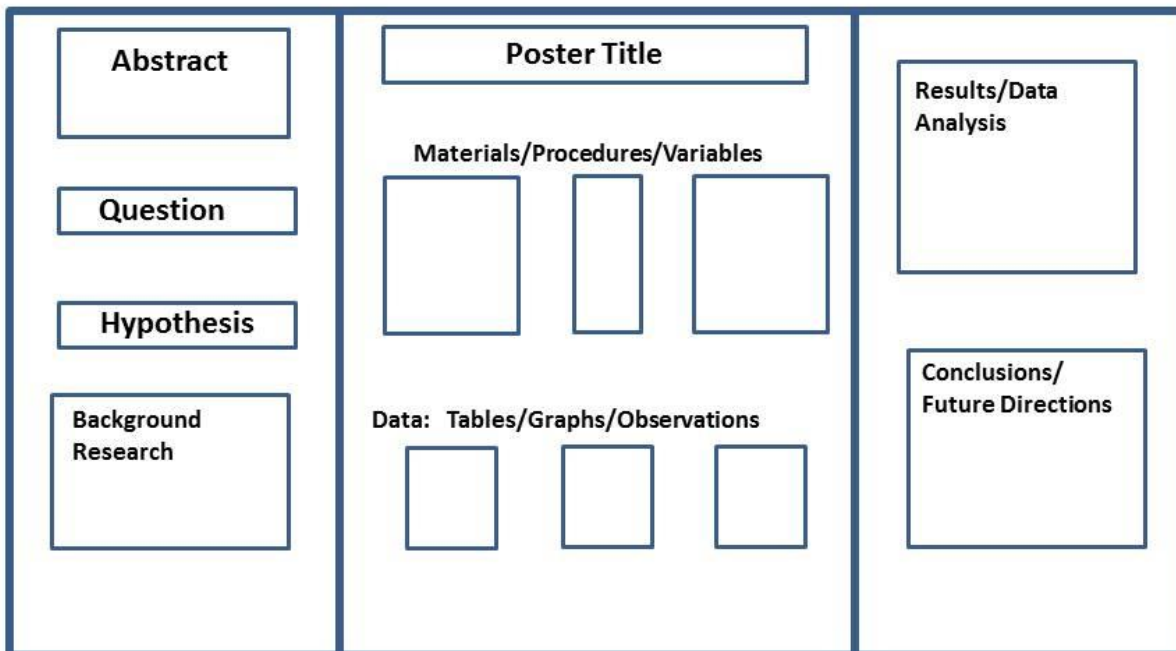 Abstract
Question
Hypothesis
Background
Research
Poster Title
Materials/Procedures/Variables
Data: Tables/Graphs/Observations
Results/Data
Analysis
Conclusions/
Future Directions